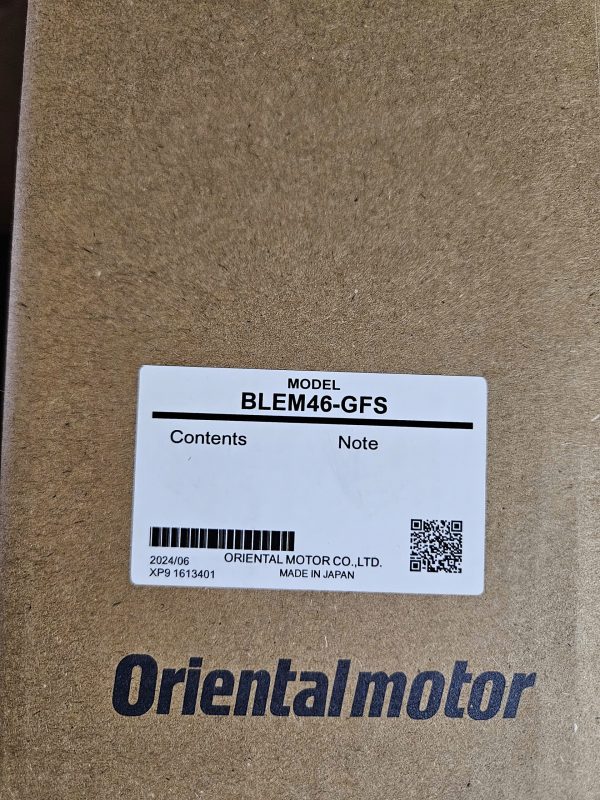 MODEL
BLEM46-GFS
Contents Note
2024/06 ORIENTAL MOTOR CO.,LTD.
XP9 1613401 MADE IN JAPAN
Orientalmotor